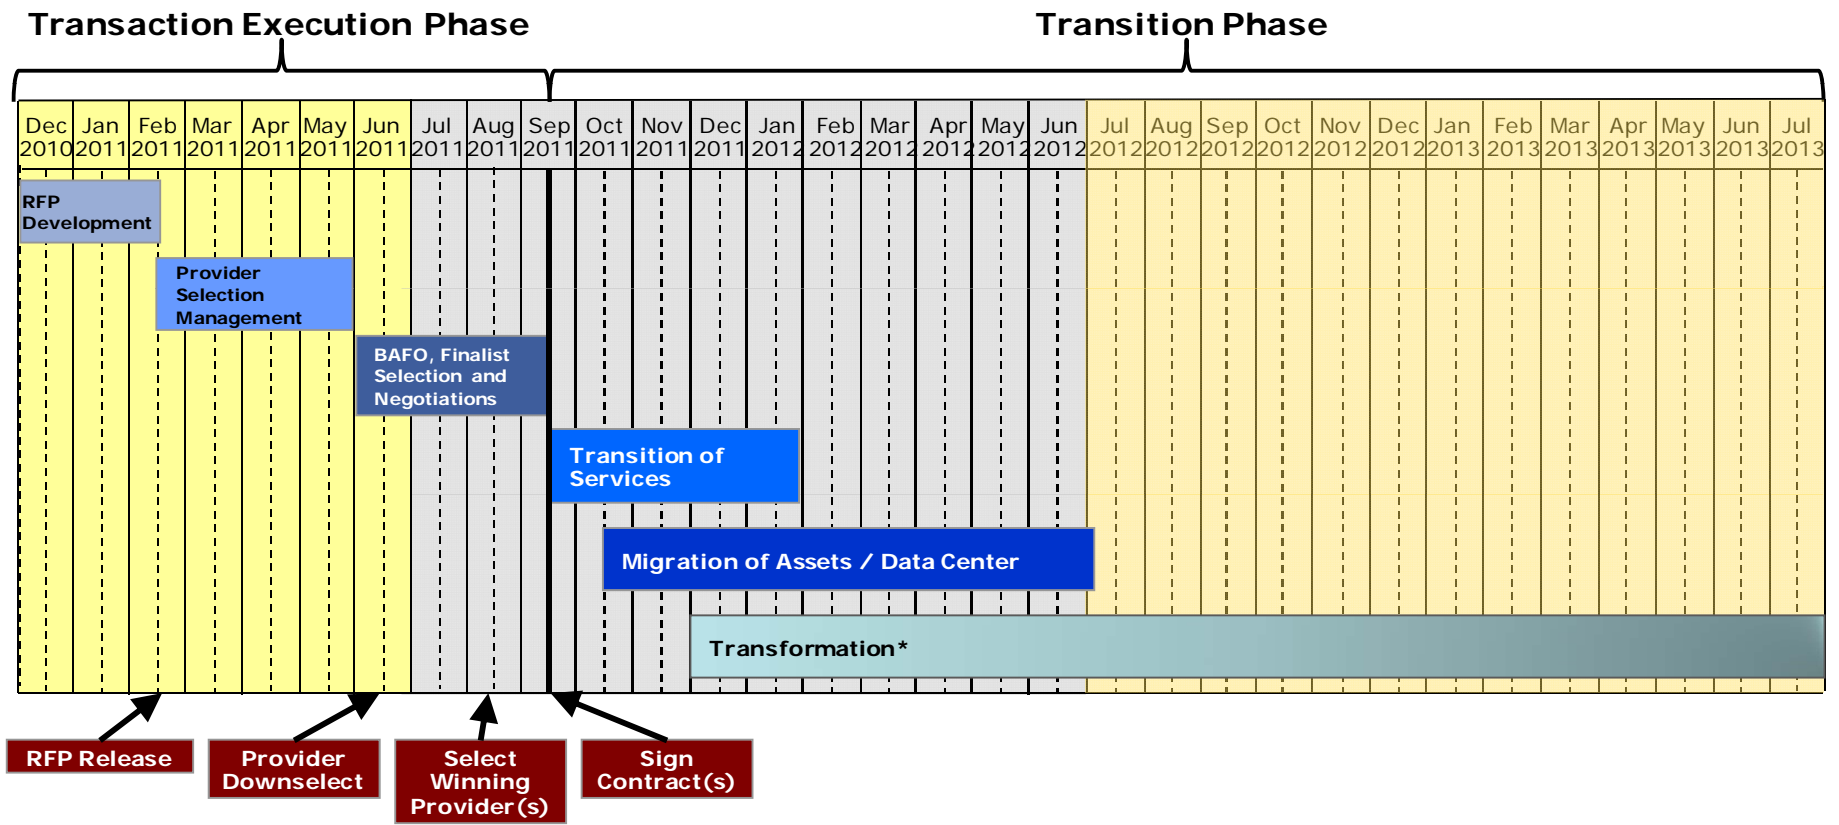 Transaction Execution Phase
Transition Phase
Dec Jan Feb Mar Apr May Jun Jul Aug Sep Oct Nov Dec Jan Feb Mar Apr May Jun Jul Aug Sep Oct Nov Dec Jan Feb Mar Apr May Jun Jul
2010 2011 2011 2011 2011 2011 2011 2011 2011 2011 2011 2011 2011 2012 2012 2012 2012 2012 2012 2012 2012 2012 2012 2012 2012 2013 2013 2013 2013 2013 2013 2013
RFP
Development
Provider
Selection
Management
BAFO, Finalist
Selection and
Negotiations
Transition of
Services
Migration of Assets / Data Center
Transformation*
RFP Release
Provider
Downselect
Select
Winning
Provider(s)
Sign
Contract(s)